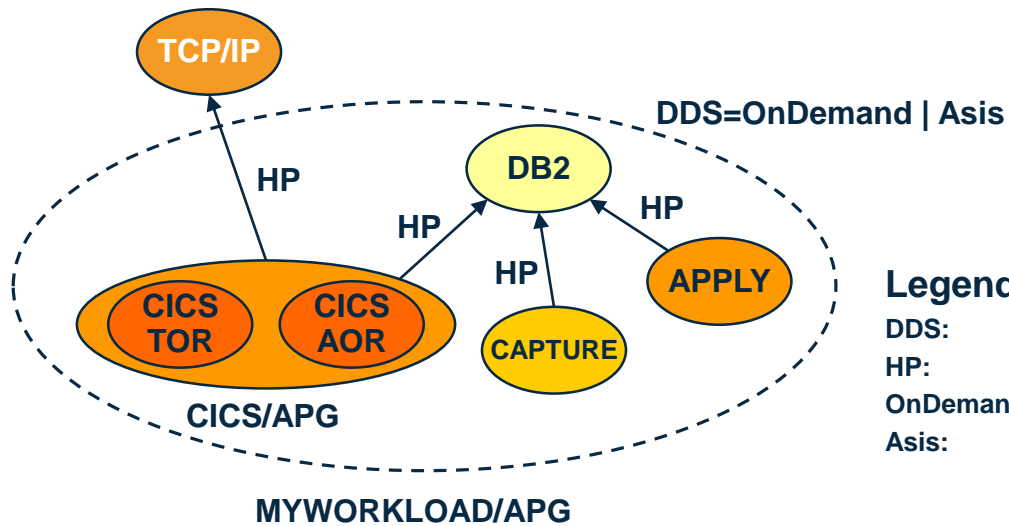 TCP/IP
DDS=OnDemand | Asis
HP
DB2
HP
HP
HP
APPLY
CICS
TOR
CICS
AOR
CAPTURE
CICS/APG
MYWORKLOAD/APG
Legend
DDS:
HP:
OnDeman
Asis: